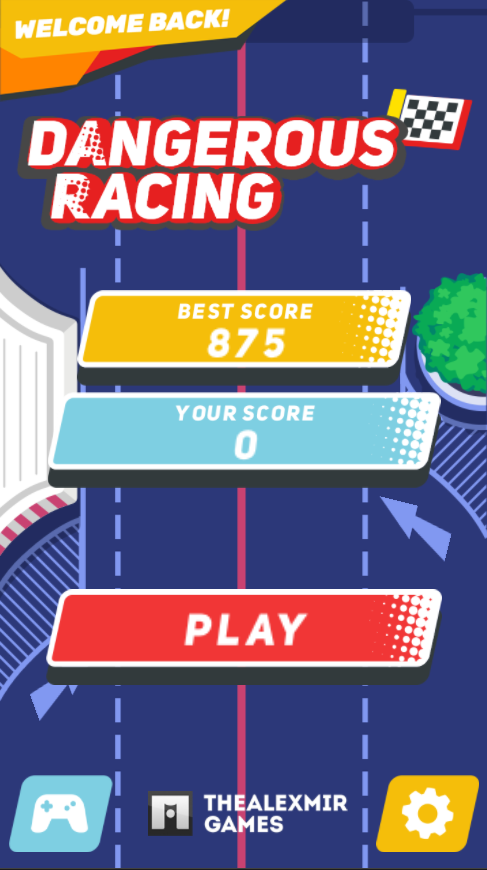 WELCOME BACK!
DANGEROUS
RACING
BEST SCORE
875
YOUR SCORE
0
PLAY
THEALEXMIR
GAMES